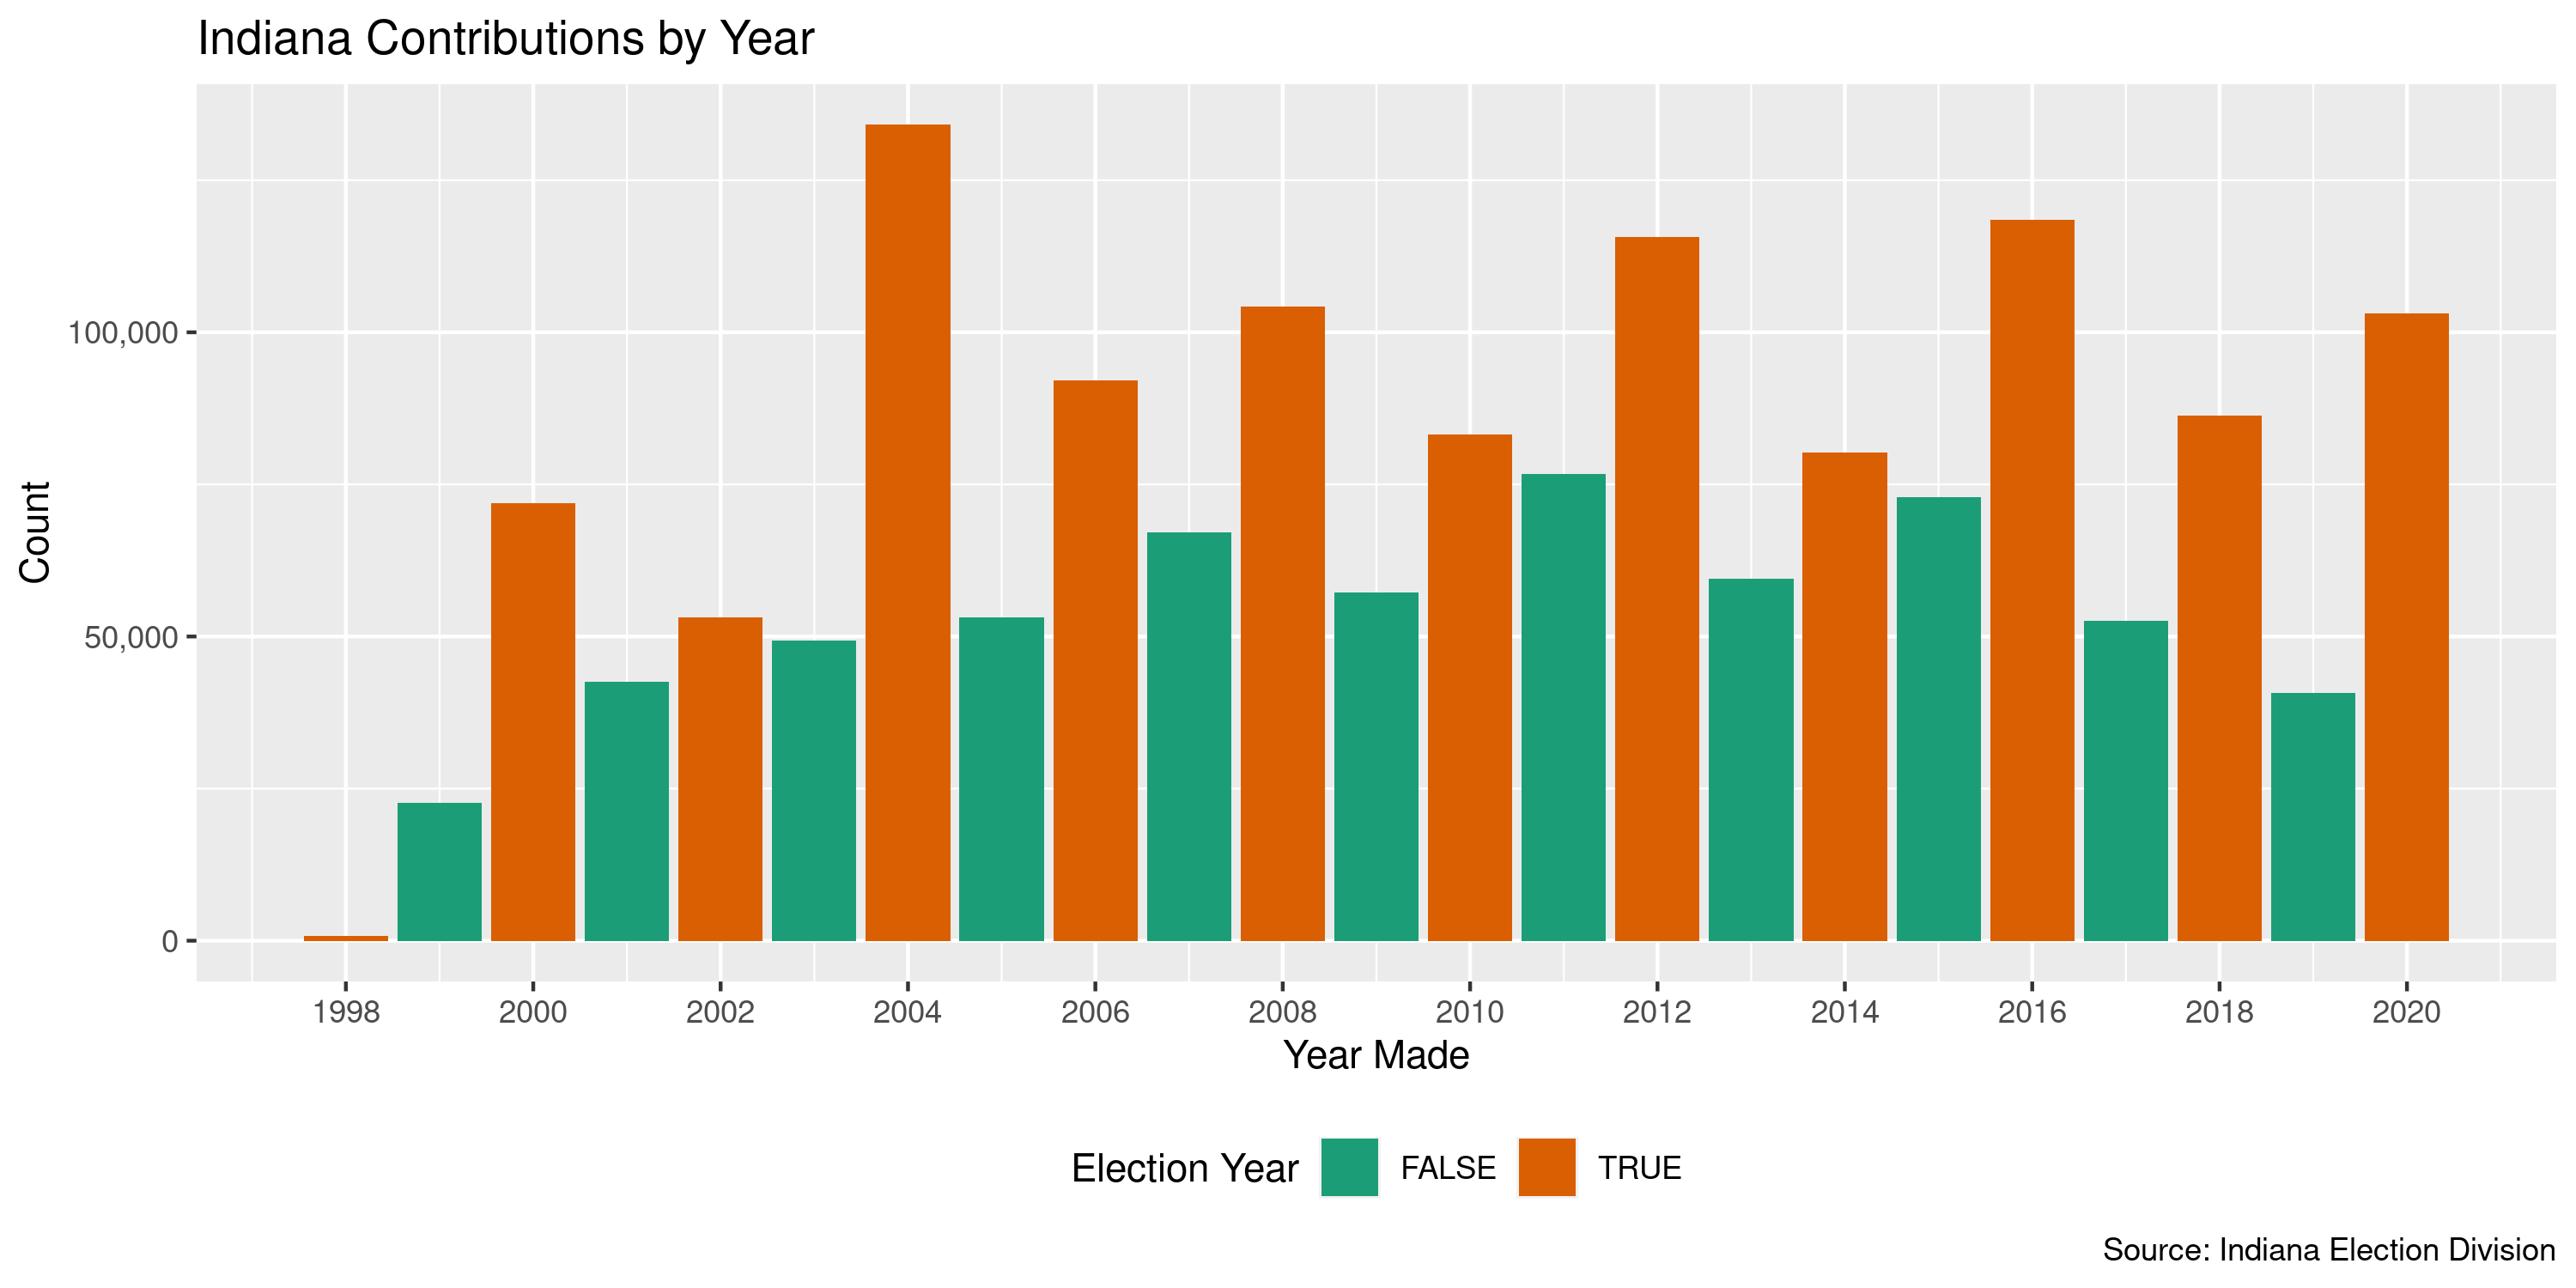 Indiana Contributions by Year
Count
100,000
50,000
0
1998 2000 2002 2004 2006 2008 2010 2012 2014 2016 2018 2020
Year Made
Election Year FALSE TRUE
Source: Indiana Election Division